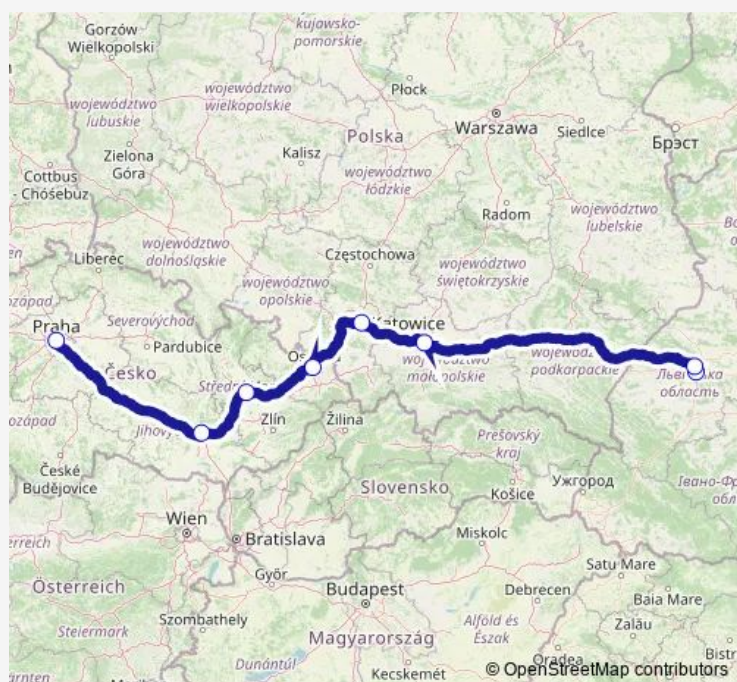 kujawsko-
pomorskie
Gorzów
Wielkopolski
województwo
wielkopolskie
Płock
województwo
lubuskie
Warszawa
Siedlce
Polska
Брэст
Zielona
Góra
Kalisz
Cottbus
- Chóśebuz
województwo
łódzkie
Radom
województwo
lubelskie
województwo
dolnośląskie
Częstochowa
Liberec
województwo
świętokrzyskie
województwo
opolskie
Severovýchod
Praha
Katowice
Pardubice
Česko
województwo
małopolskie
podkarpackie
область
Zlín
Žilina
Prešovský
kraj
České
Budějovice
Ужгород
Slovensko
Košice
Wien
Bratislava
Miskolc
Satu Mare
Győr
Österreich
Budapest
Debrecen
Baia Mare
Szombathely
Zalău
Steiermark
Alföld és
Észak
Magyarország
Dunántúl
Oradea
Kecskemét
© OpenStreetMap contributors